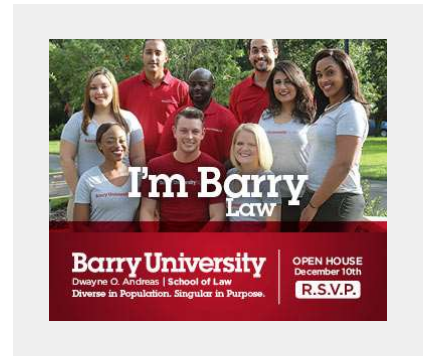 I'm Barry
Law
Barry University
Dwayne O. Andreas | School of Law
Diverse in Population. Singular in Purpose.
OPEN HOUSE
December 10th
R.S.V.P.